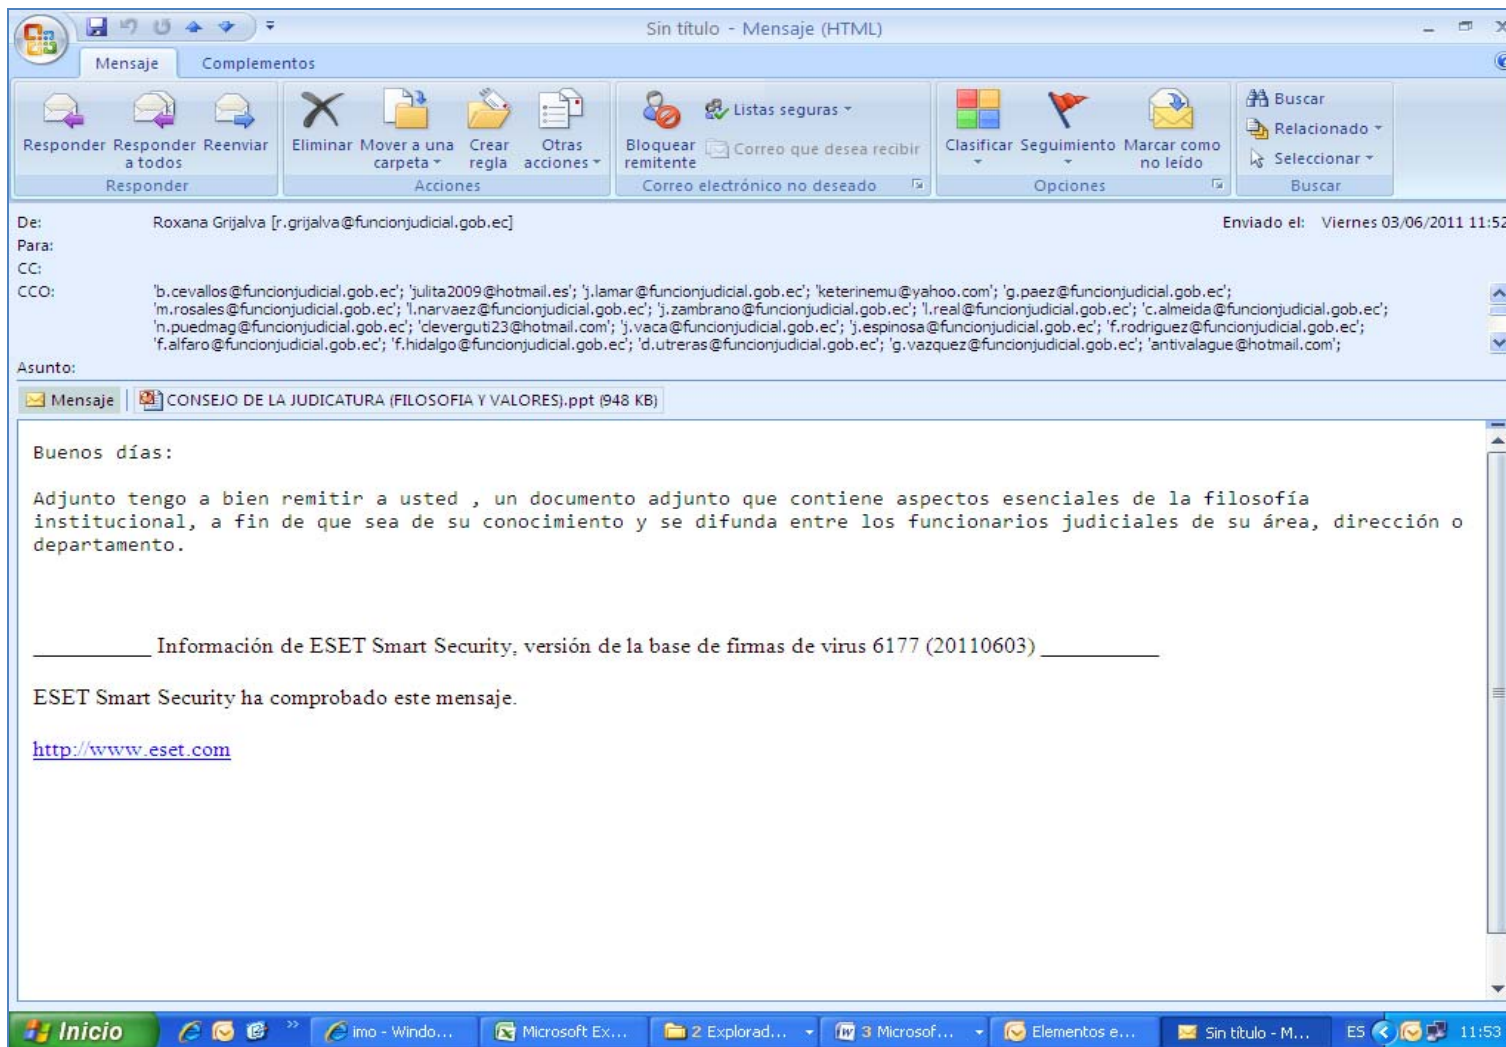 Sin título - Mensaje (HTML)
Mensaje Complementos
Responder Responder a todos Reenviar
Eliminar Mover a una carpeta Crear regla Otras acciones
Bloquear remitente Listas seguras Correo que desea recibir
Clasificar Seguimiento Marcar como no leído
Buscar Relacionado Seleccionar
Responder Acciones Correo electrónico no deseado Opciones Buscar
De: Roxana Grijalva [r.grijalva@funcionjudicial.gob.ec] Enviado el: Viernes 03/06/2011 11:52
Para:
CC:
CCO: 'b.cevallos@funcionjudicial.gob.ec'; 'julita2009@hotmail.es'; 'j.lamar@funcionjudicial.gob.ec'; 'keterinemu@yahoo.com'; 'g.paez@funcionjudicial.gob.ec';
'm.rosales@funcionjudicial.gob.ec'; 'l.narvaez@funcionjudicial.gob.ec'; 'j.zambrano@funcionjudicial.gob.ec'; 'l.real@funcionjudicial.gob.ec'; 'c.almeida@funcionjudicial.gob.ec';
'n.puedmag@funcionjudicial.gob.ec'; 'cleverguti23@hotmail.com'; 'j.vaca@funcionjudicial.gob.ec'; 'j.espinosa@funcionjudicial.gob.ec'; 'f.rodriguez@funcionjudicial.gob.ec';
'f.alfaro@funcionjudicial.gob.ec'; 'f.hidalgo@funcionjudicial.gob.ec'; 'd.utreras@funcionjudicial.gob.ec'; 'g.vazquez@funcionjudicial.gob.ec'; 'antivalague@hotmail.com';
Asunto:
Mensaje CONSEJO DE LA JUDICATURA (FILOSOFIA Y VALORES).ppt (948 KB)
Buenos días:
Adjunto tengo a bien remitir a usted , un documento adjunto que contiene aspectos esenciales de la filosofía
institucional, a fin de que sea de su conocimiento y se difunda entre los funcionarios judiciales de su área, dirección o
departamento.
__________ Información de ESET Smart Security, versión de la base de firmas de virus 6177 (20110603) __________
ESET Smart Security ha comprobado este mensaje.
http://www.eset.com
Inicio imo - Windo... Microsoft Ex... 2 Explorad... 3 Microsof... Elementos e... Sin título - M... ES 11:53